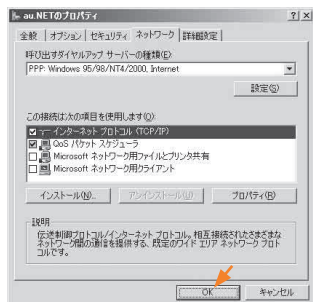 au.NETのプロパティ
全般 オプション セキュリティ ネットワーク 詳細設定
呼び出すダイヤルアップ サーバーの種類(E)
PPP: Windows 95/98/NT4/2000, Internet
設定(S)
この接続は次の項目を使用します(O):
インターネット プロトコル (TCP/IP)
QoS パケット スケジューラ
Microsoft ネットワーク用ファイルとプリンタ共有
Microsoft ネットワーク用クライアント
インストール(N)... アンインストール(U) プロパティ(R)
説明
伝送制御プロトコル/インターネット プロトコル。相互接続されたさまざまな
ネットワーク間の通信を提供する、既定のワイド エリア ネットワーク プロト
コルです。
OK キャンセル